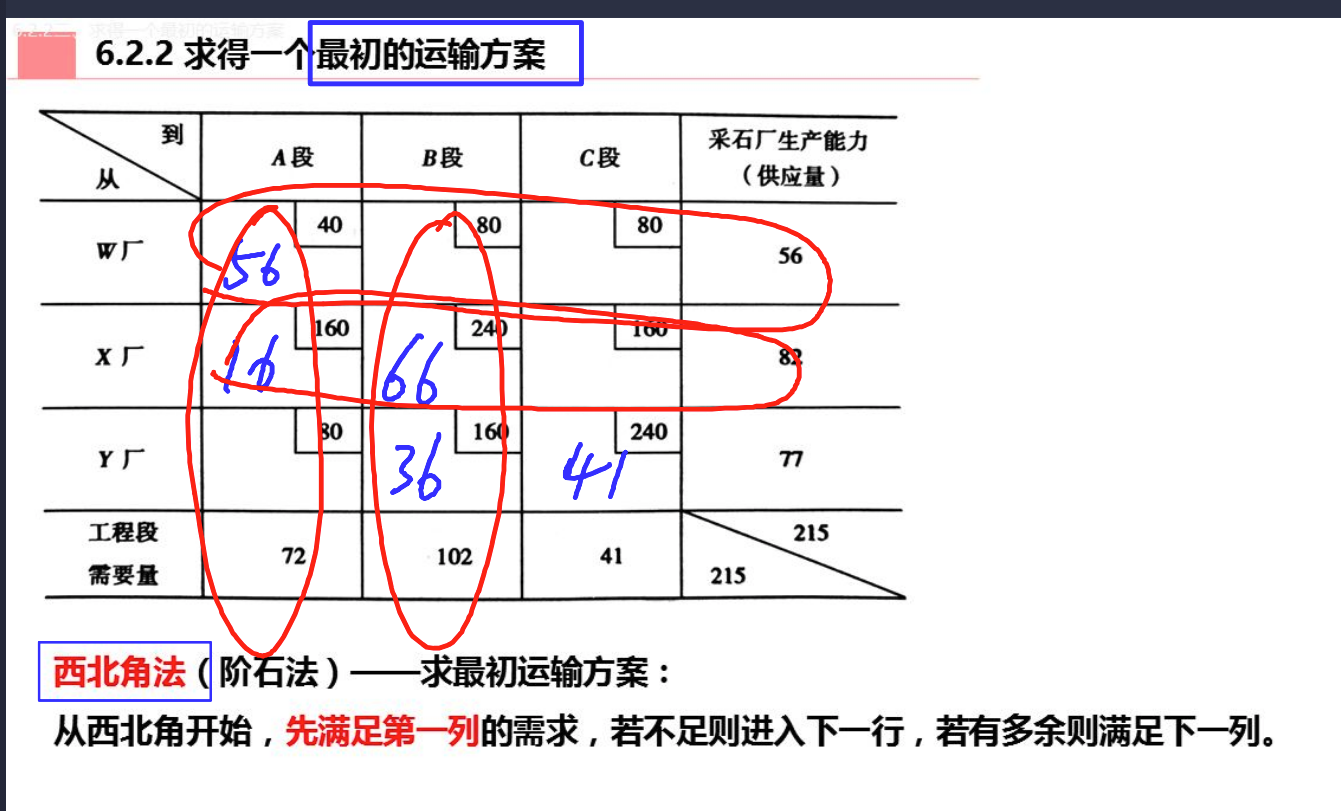 6.2.2 求得一个最初的运输方案
到
从
A段 B段 C段 采石厂生产能力
（供应量）
W厂 40 80 80 56
56
X厂 160 240 160 82
16 66
Y厂 80 160 240 77
36 41
工程段
需要量
72 102 41 215
215
西北角法（阶石法）——求最初运输方案：
从西北角开始，先满足第一列的需求，若不足则进入下一行，若有多余则满足下一列。